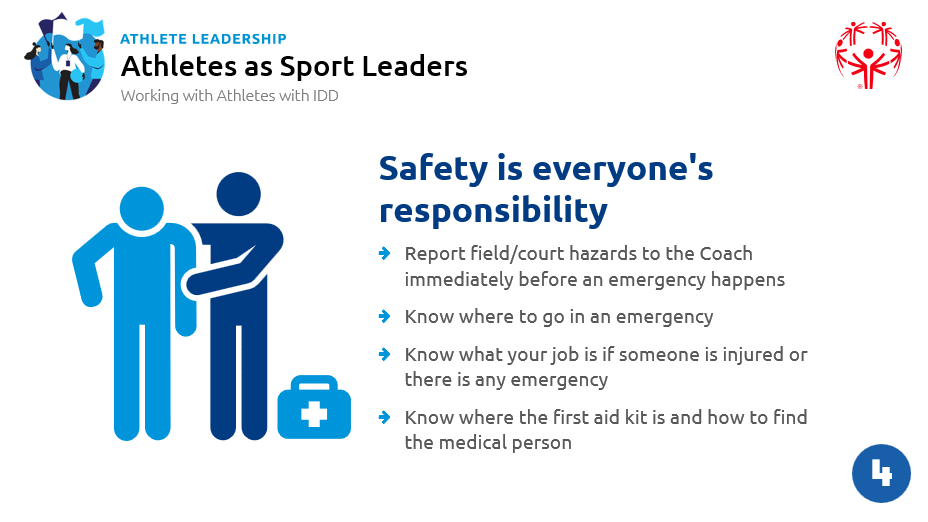 ATHLETE LEADERSHIP
Athletes as Sport Leaders
Working with Athletes with IDD
Safety is everyone's
responsibility
Report field/court hazards to the Coach
immediately before an emergency happens
Know where to go in an emergency
Know what your job is if someone is injured or
there is any emergency
Know where the first aid kit is and how to find
the medical person
®
4